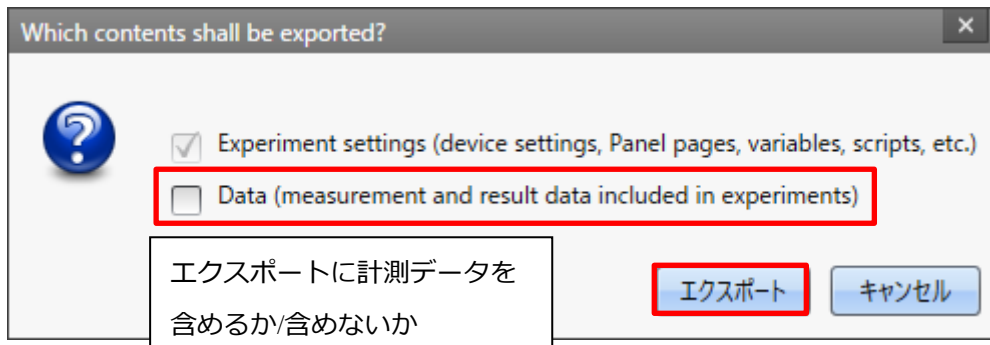 Which contents shall be exported?
Experiment settings (device settings, Panel pages, variables, scripts, etc.)
Data (measurement and result data included in experiments)
エクスポートに計測データを
含めるか/含めないか
エクスポート
キャンセル